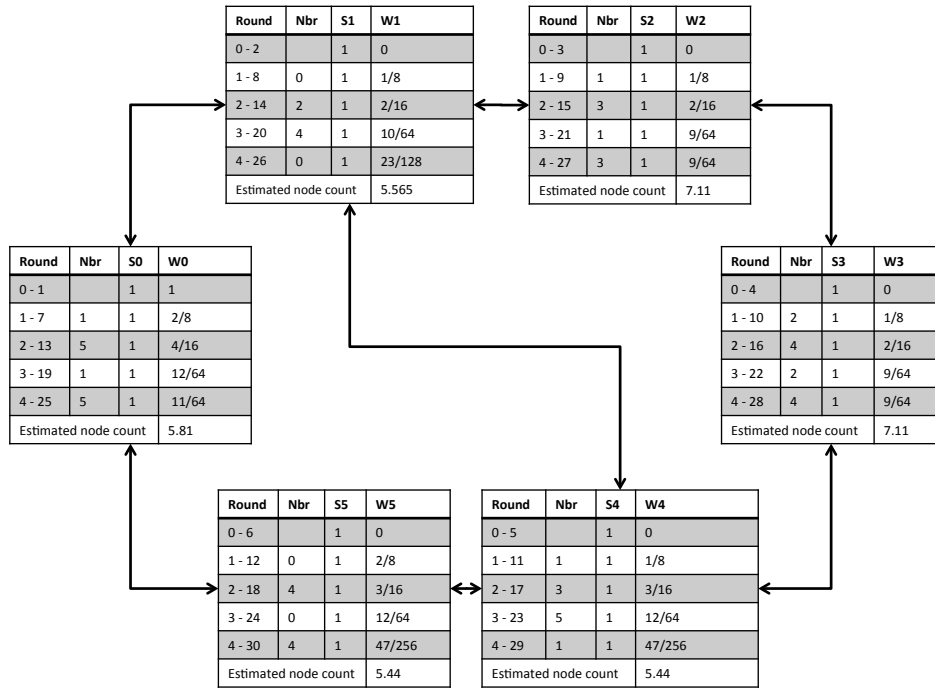 Round Nbr S1 W1
0 - 2 1 0
1 - 8 0 1 1/8
2 - 14 2 1 2/16
3 - 20 4 1 10/64
4 - 26 0 1 23/128
Estimated node count 5.565
Round Nbr S2 W2
0 - 3 1 0
1 - 9 1 1 1/8
2 - 15 3 1 2/16
3 - 21 1 1 9/64
4 - 27 3 1 9/64
Estimated node count 7.11
Round Nbr S0 W0
0 - 1 1 1
1 - 7 1 1 2/8
2 - 13 5 1 4/16
3 - 19 1 1 12/64
4 - 25 5 1 11/64
Estimated node count 5.81
Round Nbr S3 W3
0 - 4 1 0
1 - 10 2 1 1/8
2 - 16 4 1 2/16
3 - 22 2 1 9/64
4 - 28 4 1 9/64
Estimated node count 7.11
Round Nbr S5 W5
0 - 6 1 0
1 - 12 0 1 2/8
2 - 18 4 1 3/16
3 - 24 0 1 12/64
4 - 30 4 1 47/256
Estimated node count 5.44
Round Nbr S4 W4
0 - 5 1 0
1 - 11 1 1 1/8
2 - 17 3 1 3/16
3 - 23 5 1 12/64
4 - 29 1 1 47/256
Estimated node count 5.44